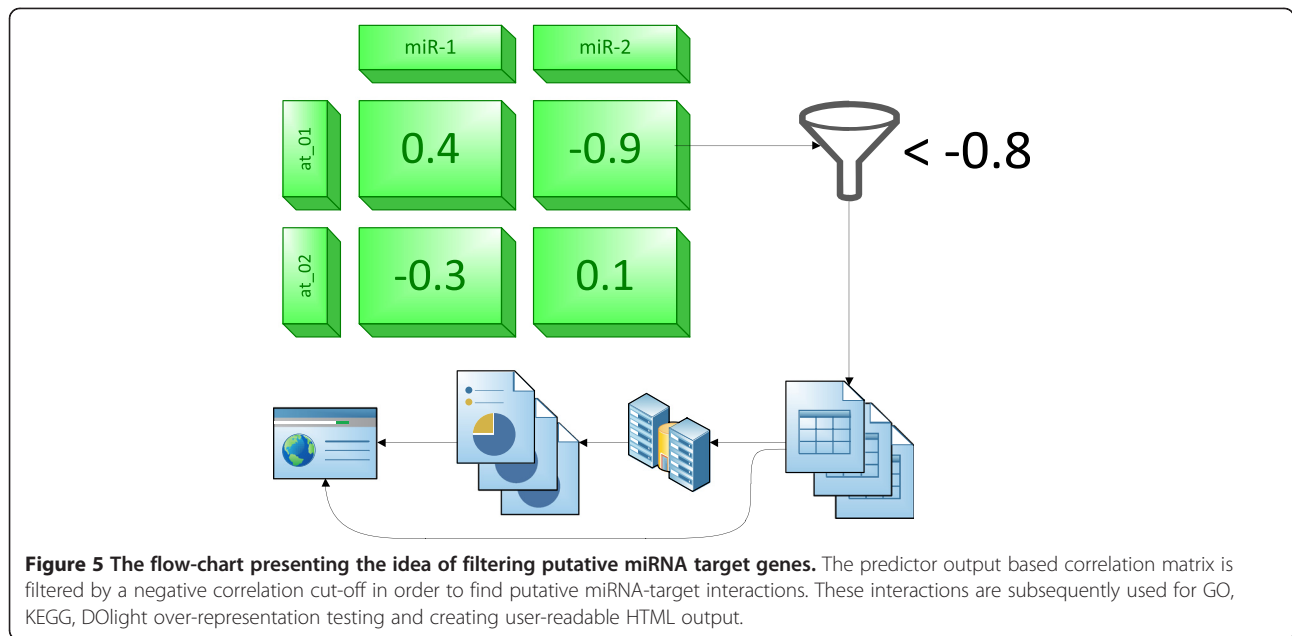 miR-1 miR-2
at_01 0.4 -0.9 < -0.8
at_02 -0.3 0.1
Figure 5 The flow-chart presenting the idea of filtering putative miRNA target genes. The predictor output based correlation matrix is
filtered by a negative correlation cut-off in order to find putative miRNA-target interactions. These interactions are subsequently used for GO,
KEGG, DOlight over-representation testing and creating user-readable HTML output.